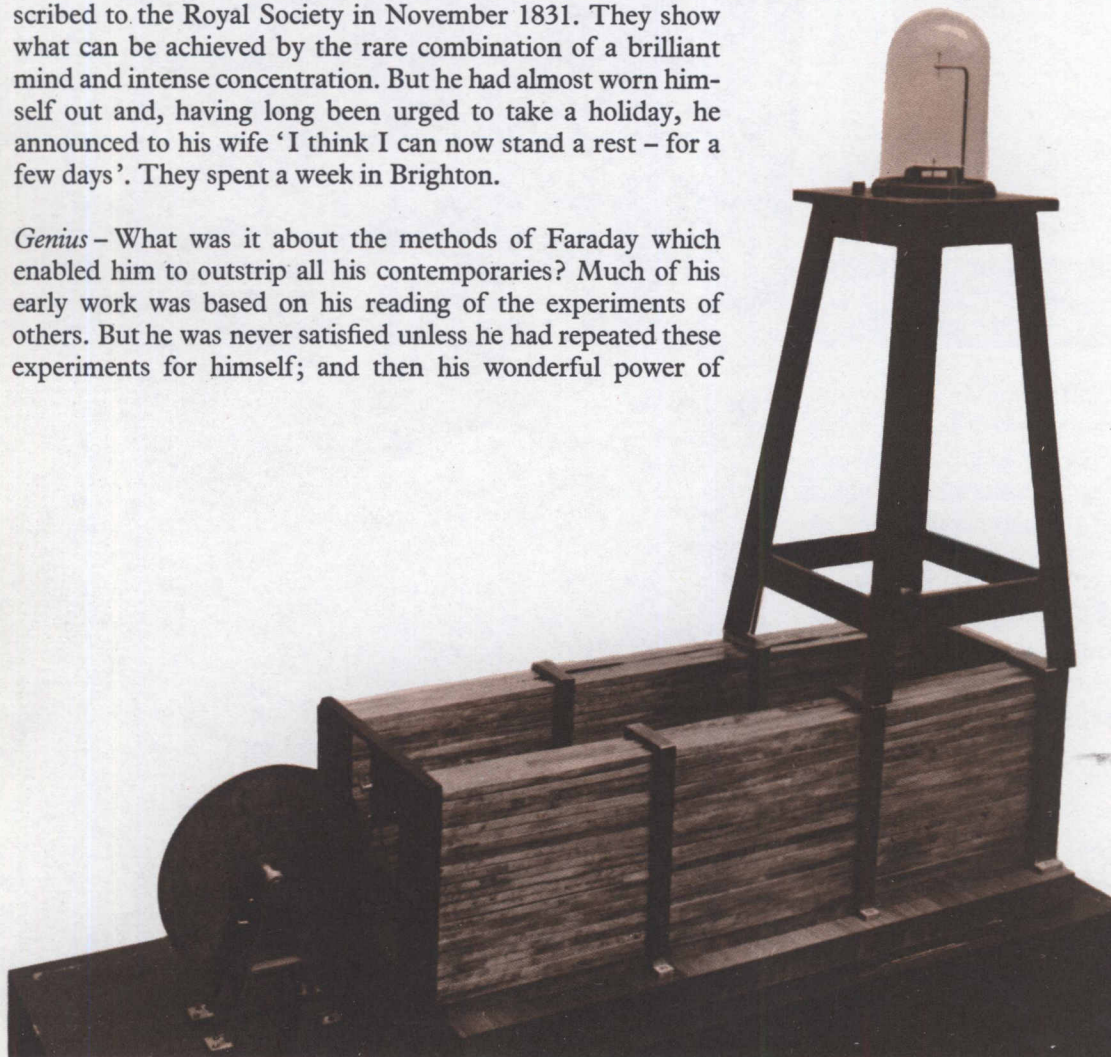 scribed to the Royal Society in November 1831. They show
what can be achieved by the rare combination of a brilliant
mind and intense concentration. But he had almost worn him-
self out and, having long been urged to take a holiday, he
announced to his wife ‘I think I can now stand a rest – for a
few days’. They spent a week in Brighton.
Genius – What was it about the methods of Faraday which
enabled him to outstrip all his contemporaries? Much of his
early work was based on his reading of the experiments of
others. But he was never satisfied unless he had repeated these
experiments for himself; and then his wonderful power of